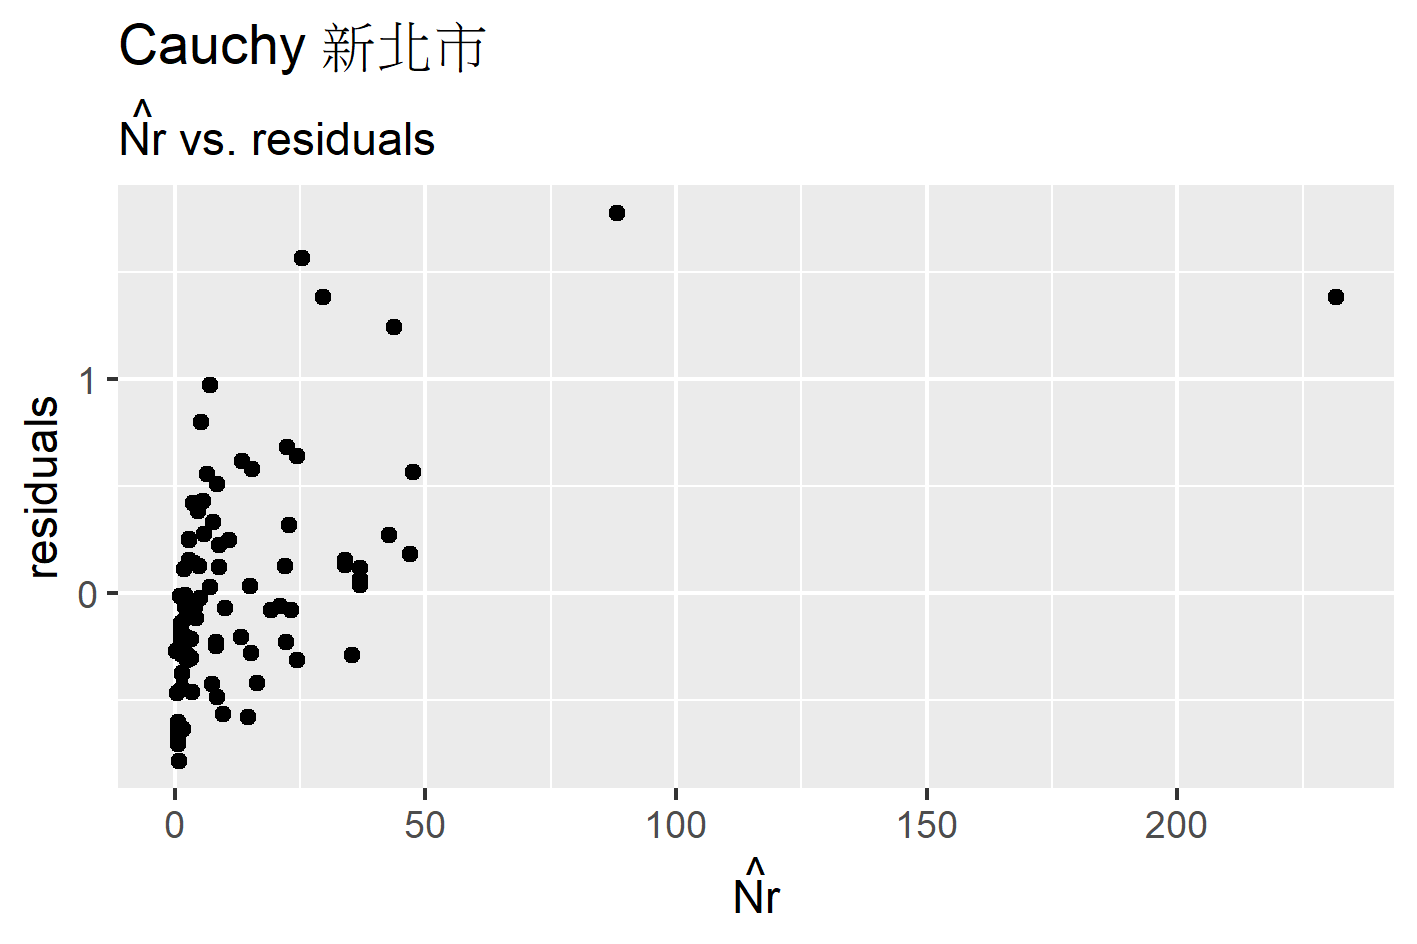 Cauchy 新北市
N̂r vs. residuals
residuals
1
0
0 50 100 150 200
N̂r